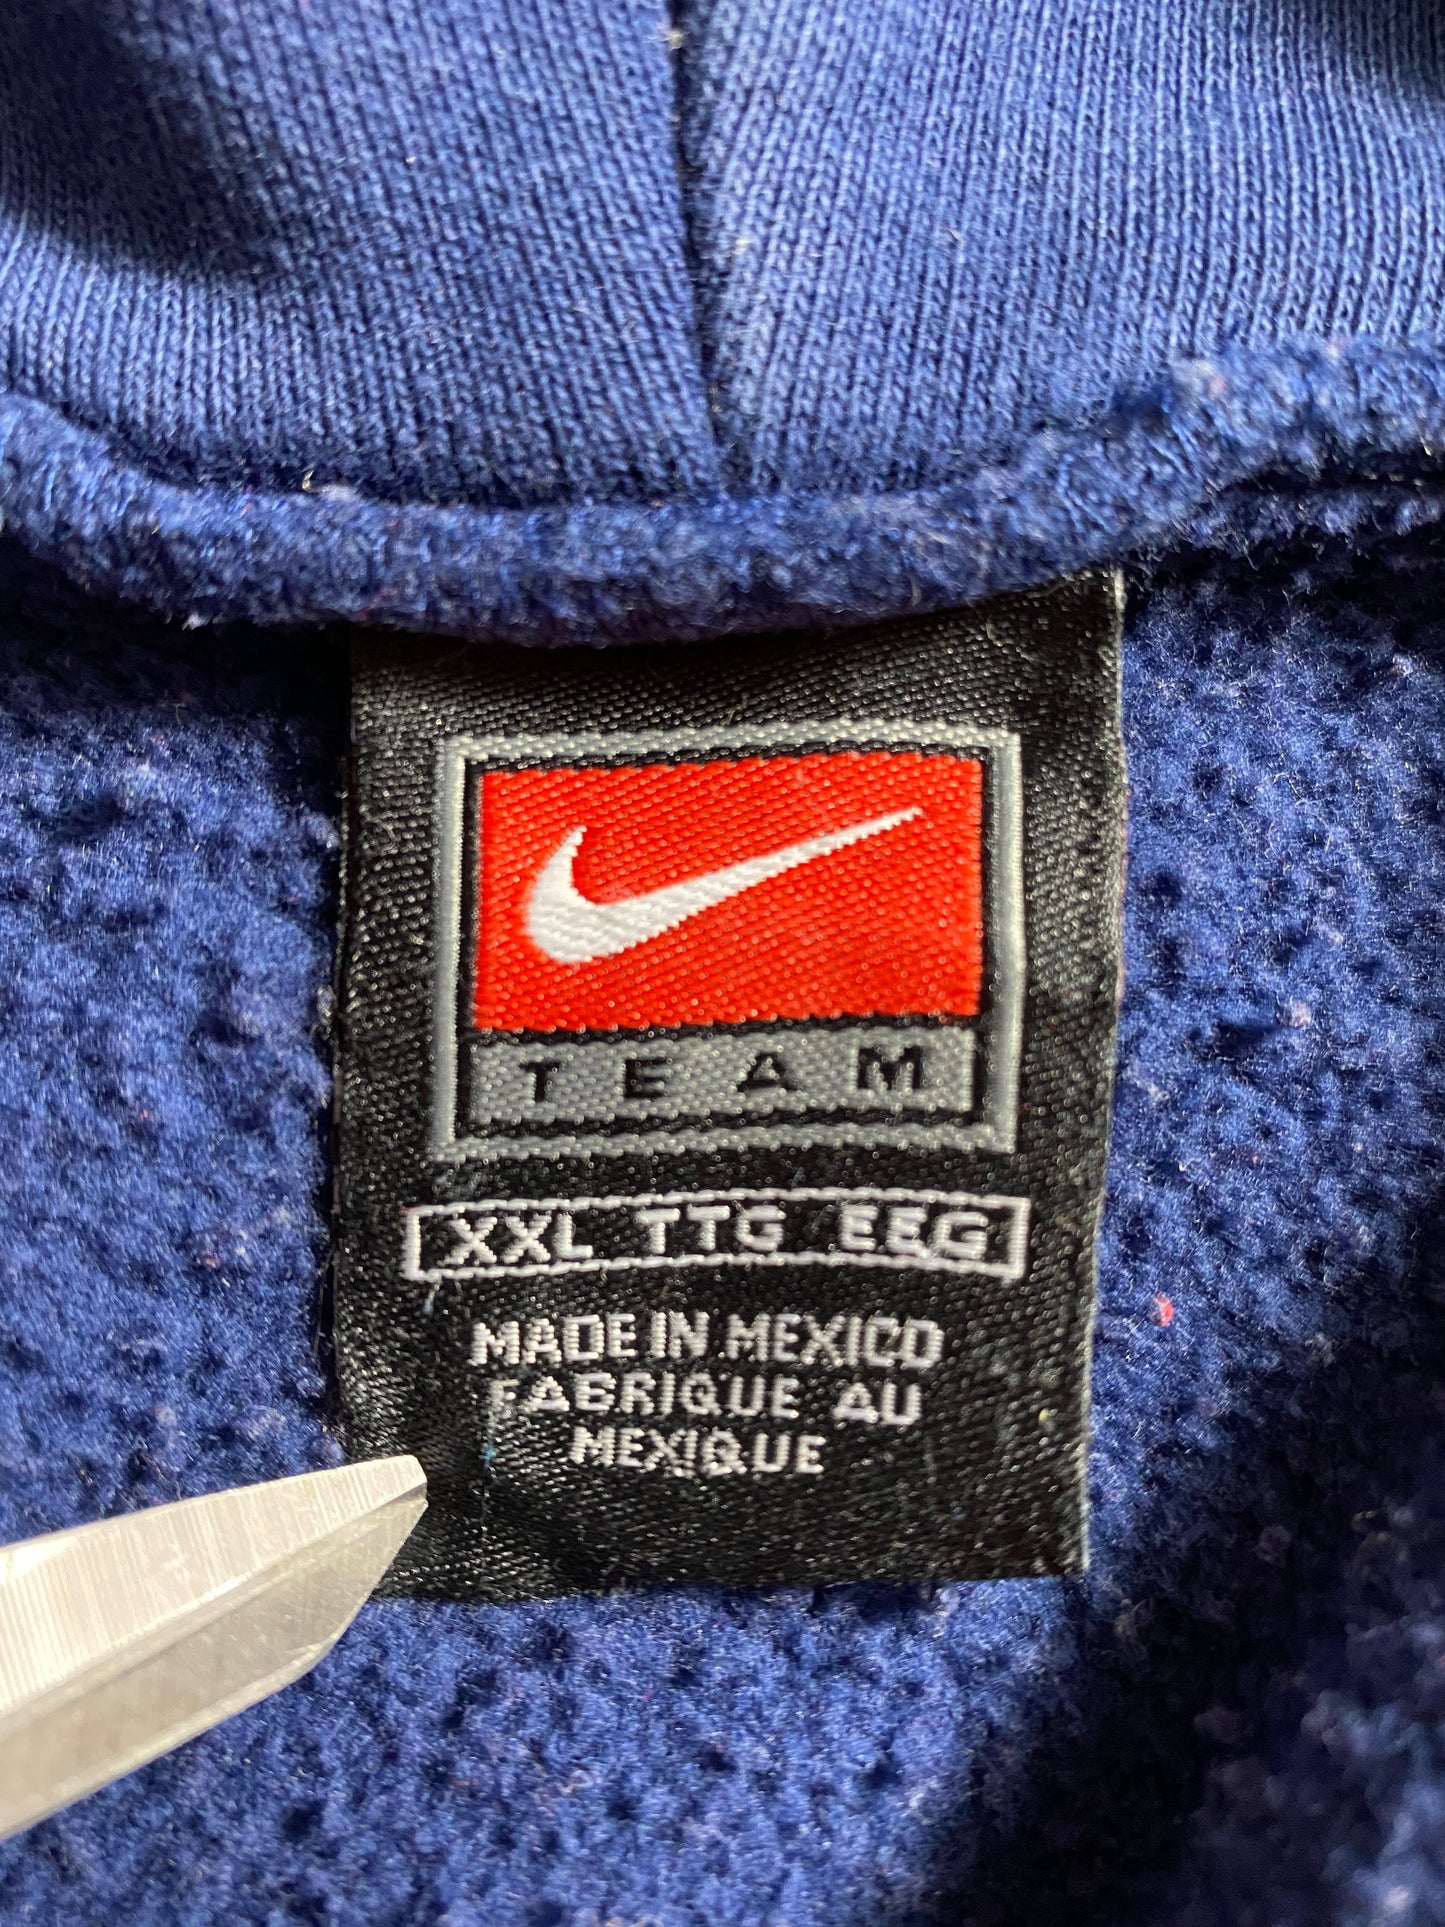 TEAM
XXL TTG EEG
MADE IN MEXICO
FABRIQUE AU
MEXIQUE